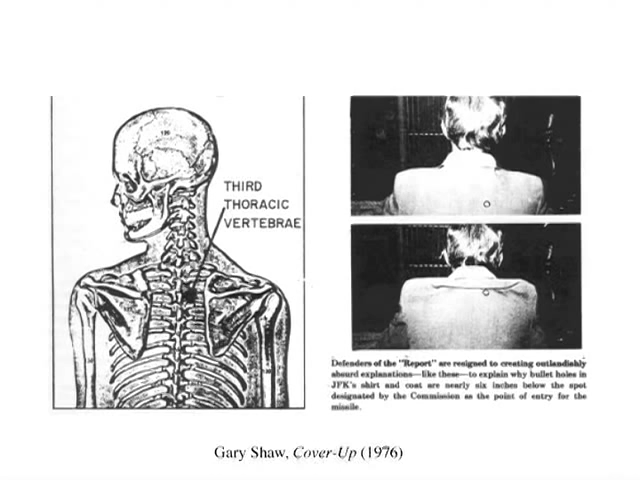 THIRD
THORACIC
VERTEBRAE
Defenders of the "Report" are resigned to creating outlandishly
absurd explanations—like these—to explain why bullet holes in
JFK's shirt and coat are nearly six inches below the spot
designated by the Commission as the point of entry for the
missile.
Gary Shaw, Cover-Up (1976)